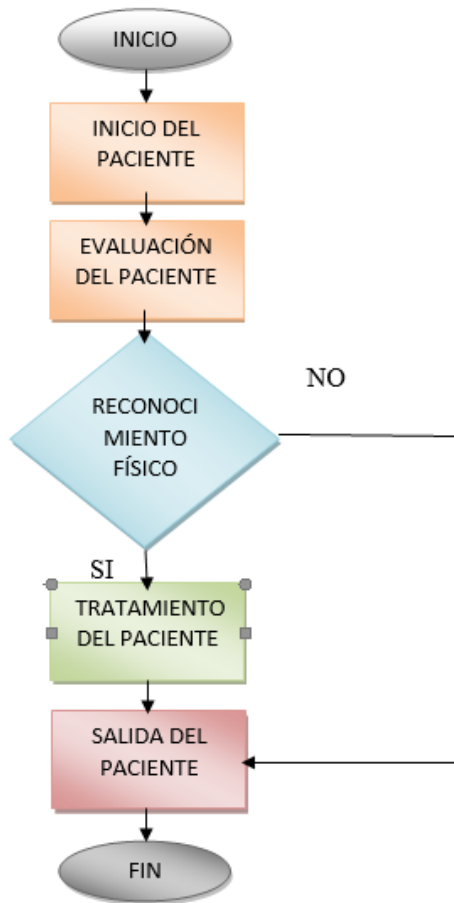 INICIO
INICIO DEL
PACIENTE
EVALUACIÓN
DEL PACIENTE
NO
RECONOCI
MIENTO
FÍSICO
SI
TRATAMIENTO
DEL PACIENTE
SALIDA DEL
PACIENTE
FIN